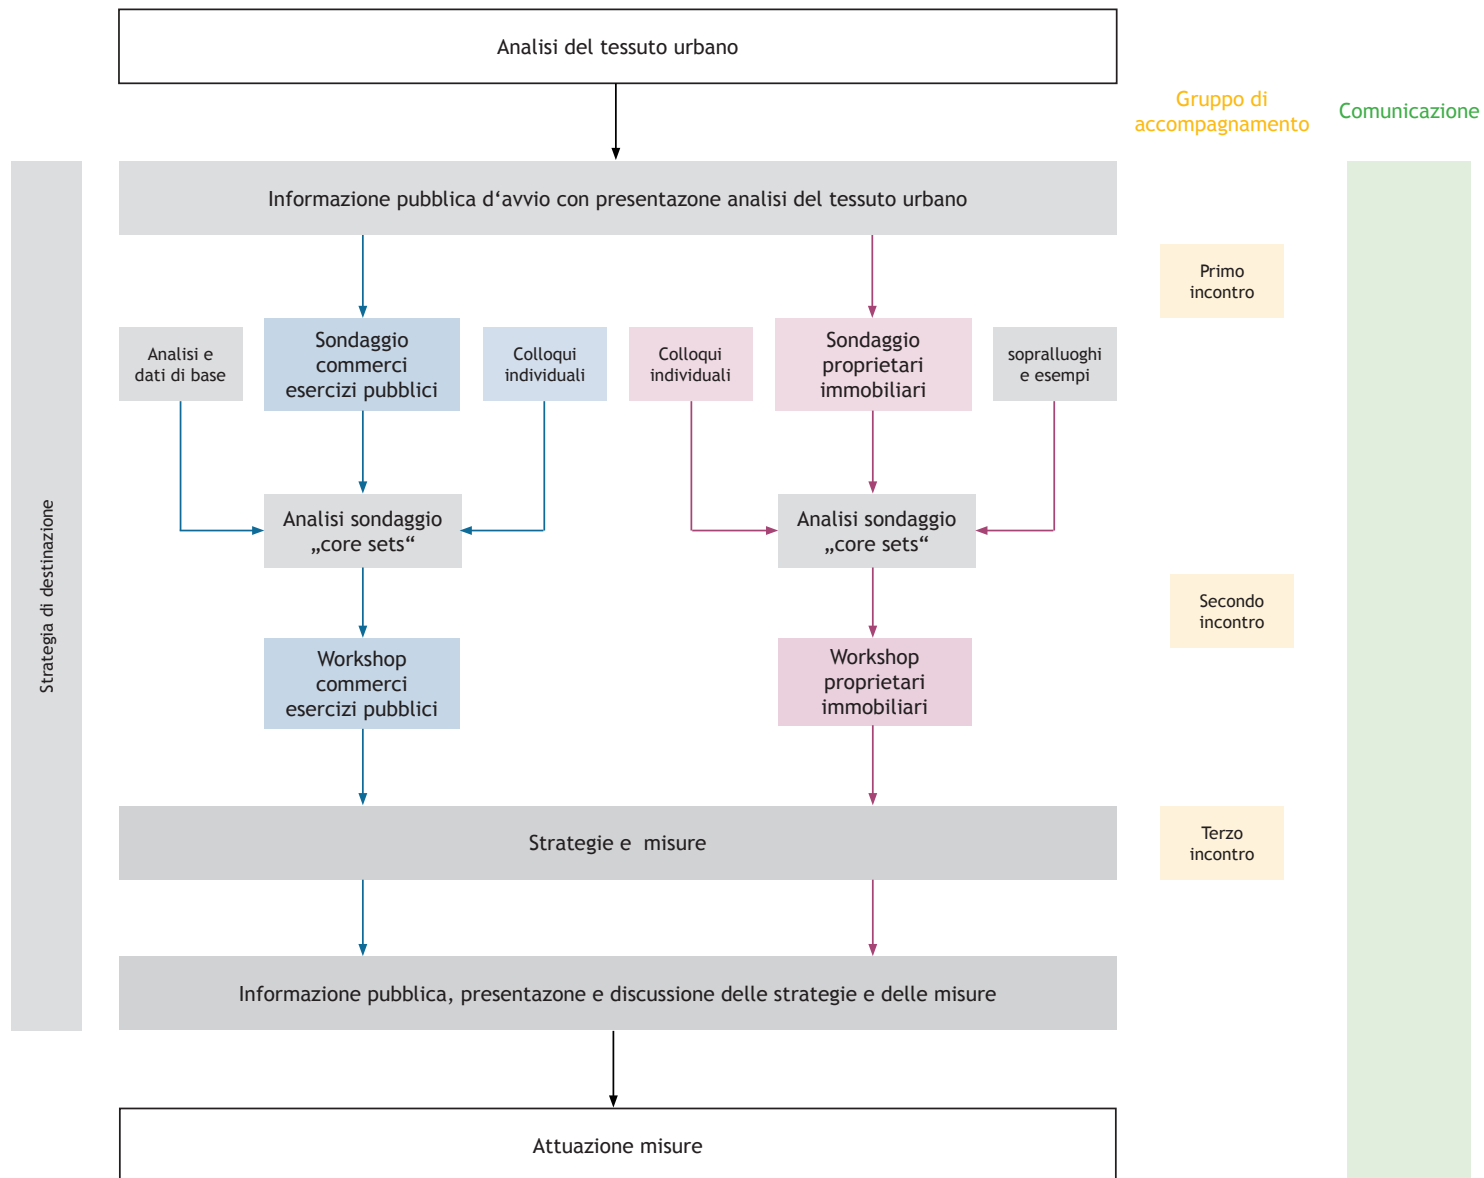 Analisi del tessuto urbano
Gruppo di
accompagnamento
Comunicazione
Strategia di destinazione
Informazione pubblica d‘avvio con presentazone analisi del tessuto urbano
Primo
incontro
Analisi e
dati di base
Sondaggio
commerci
esercizi pubblici
Colloqui
individuali
Colloqui
individuali
Sondaggio
proprietari
immobiliari
sopralluoghi
e esempi
Analisi sondaggio
„core sets“
Analisi sondaggio
„core sets“
Secondo
incontro
Workshop
commerci
esercizi pubblici
Workshop
proprietari
immobiliari
Strategie e misure
Terzo
incontro
Informazione pubblica, presentazone e discussione delle strategie e delle misure
Attuazione misure